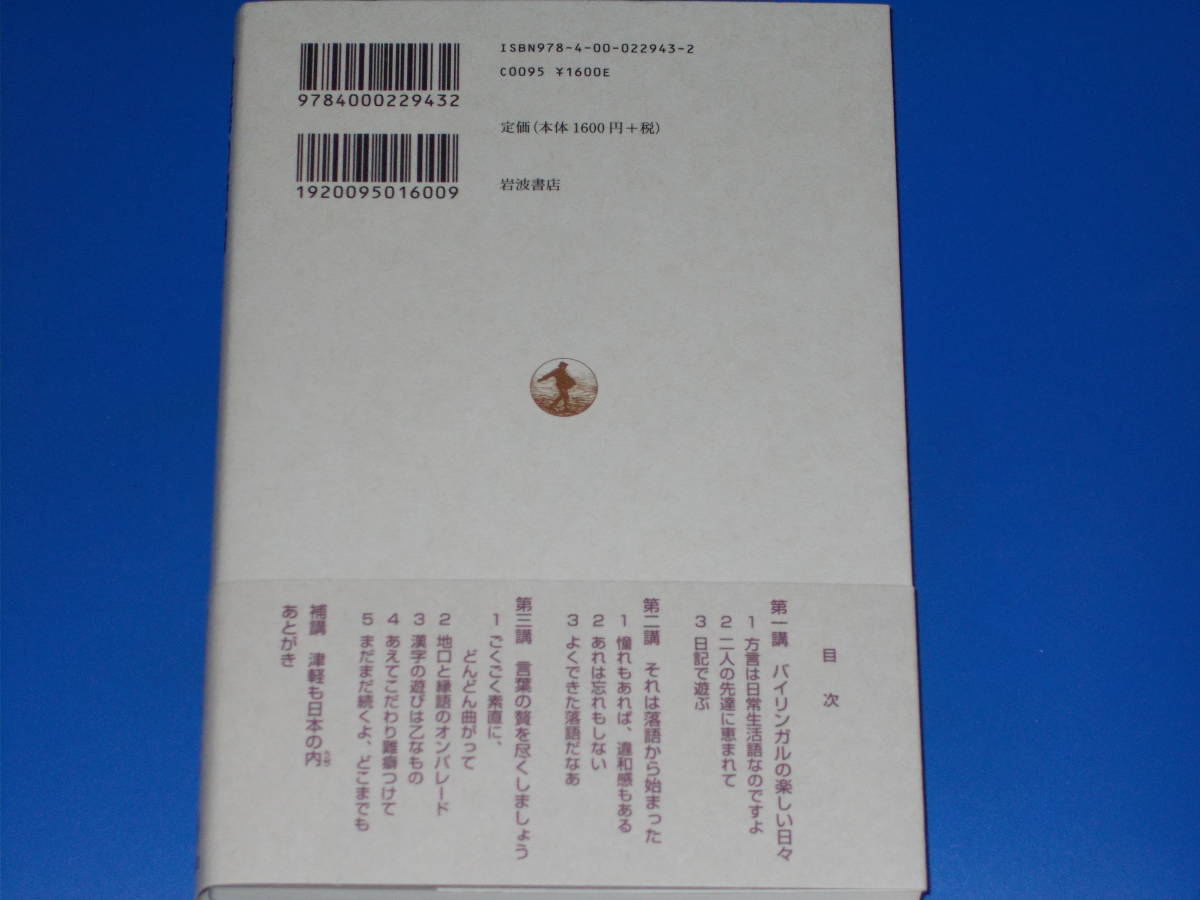 ISBN978-4-00-022943-2
C0095 ¥1600E
9784000229432
定価(本体1600円+税)
1920095016009
岩波書店
目 次
第一講 バイリンガルの楽しい日々
1 方言は日常生活語なのですよ
2 二人の先達に恵まれて
3 日記で遊ぶ
第二講 それは落語から始まった
1 憧れもあれば、違和感もある
2 あれは忘れもしない
3 よくできた落語だなあ
第三講 言葉の贅を尽くしましょう
1 ごくごく素直に、
どんどん曲がって
2 地口と縁語のオンパレード
3 漢字の遊びは乙なもの
4 あえてこだわり難癖つけて
5 まだまだ続くよ、どこまでも
補講 津軽も日本の内
あとがき